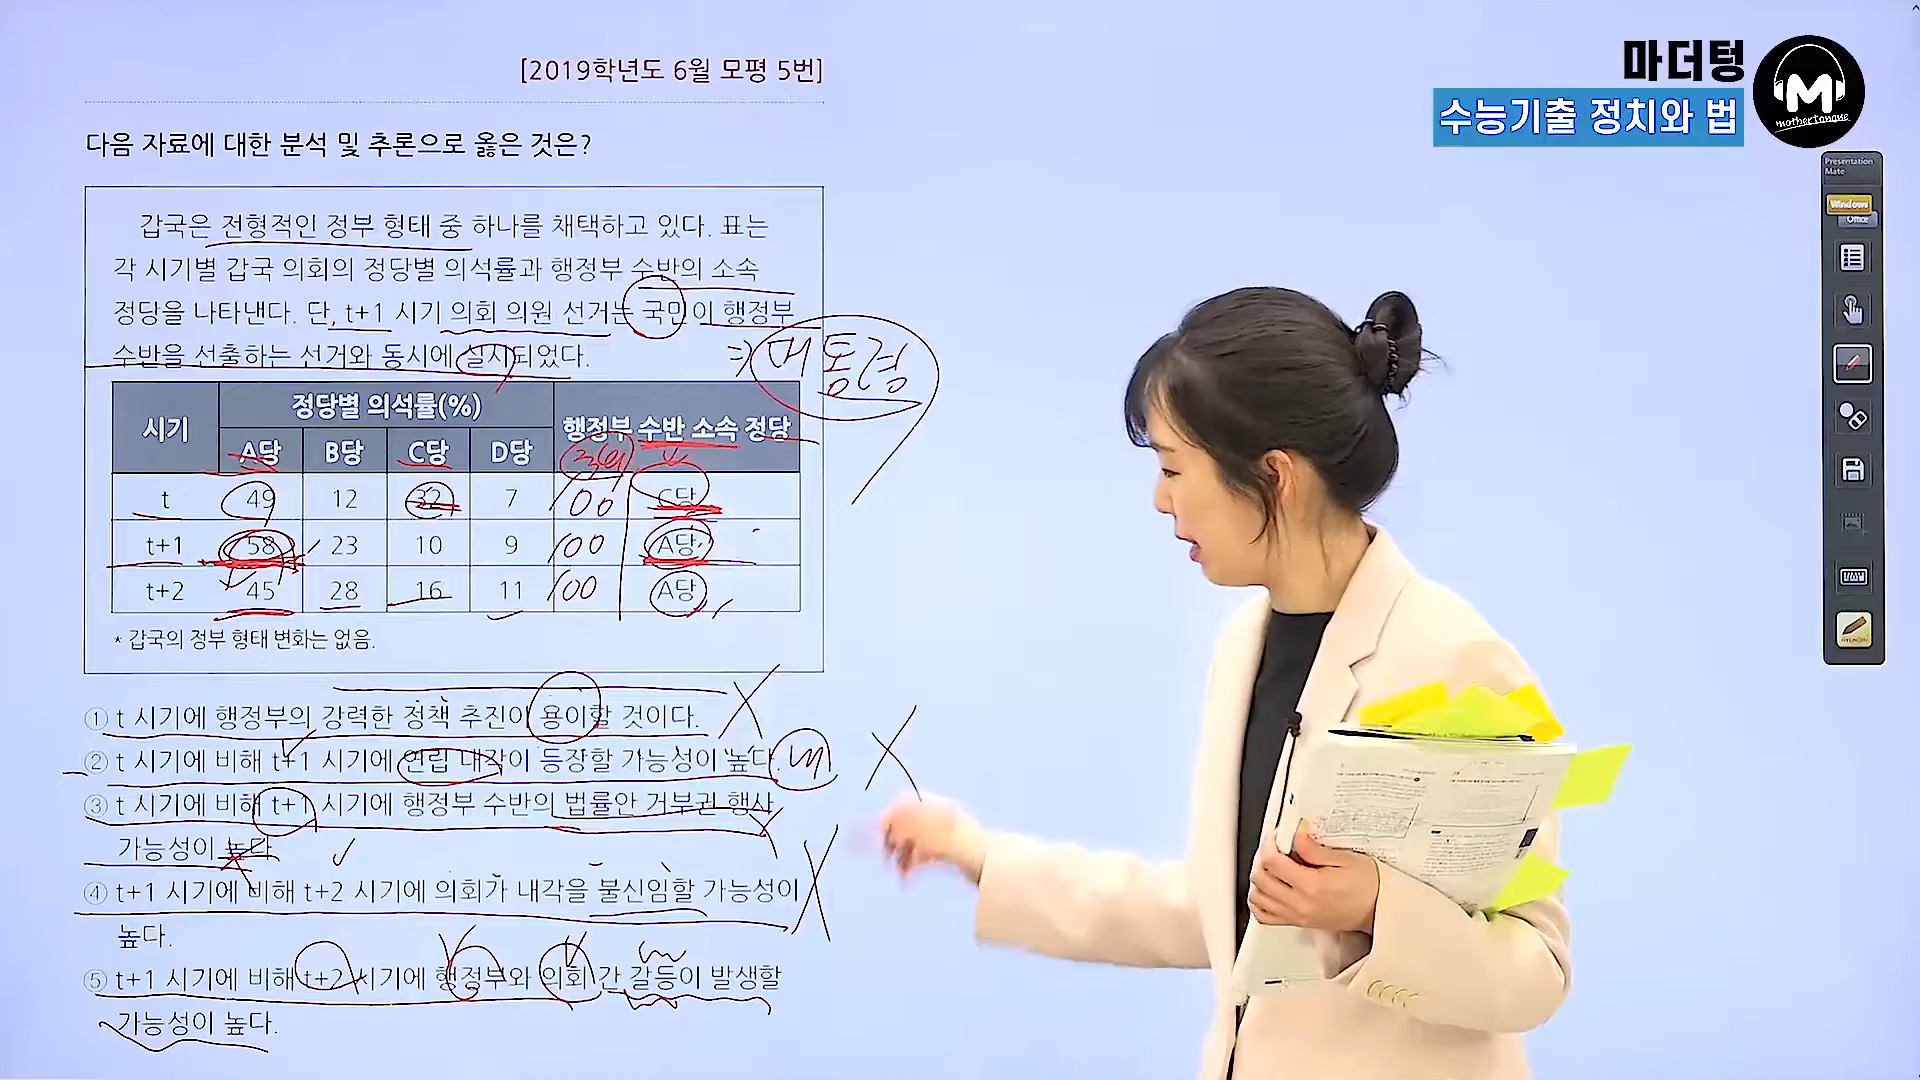 [2019학년도 6월 모평 5번]
마더텅
수능기출 정치와 법
M
mothertongue
다음 자료에 대한 분석 및 추론으로 옳은 것은?
갑국은 전형적인 정부 형태 중 하나를 채택하고 있다. 표는
각 시기별 갑국 의회의 정당별 의석률과 행정부 수반의 소속
정당을 나타낸다. 단, t+1 시기 의회 의원 선거는 국민이 행정부
수반을 선출하는 선거와 동시에 실시되었다.
⇒ 대통령
시기 정당별 의석률(%) 행정부 수반 소속 정당
A당 B당 C당 D당
t 49 12 32 7 100 C당
t+1 58 23 10 9 100 A당
t+2 45 28 16 11 100 A당
* 갑국의 정부 형태 변화는 없음.
① t 시기에 행정부의 강력한 정책 추진이 용이할 것이다.
② t 시기에 비해 t+1 시기에 연립 내각이 등장할 가능성이 높다.
③ t 시기에 비해 t+1 시기에 행정부 수반의 법률안 거부권 행사
가능성이 높다.
④ t+1 시기에 비해 t+2 시기에 의회가 내각을 불신임할 가능성이
높다.
⑤ t+1 시기에 비해 t+2 시기에 행정부와 의회 간 갈등이 발생할
가능성이 높다.
Presentation
Mate
Windows
Office